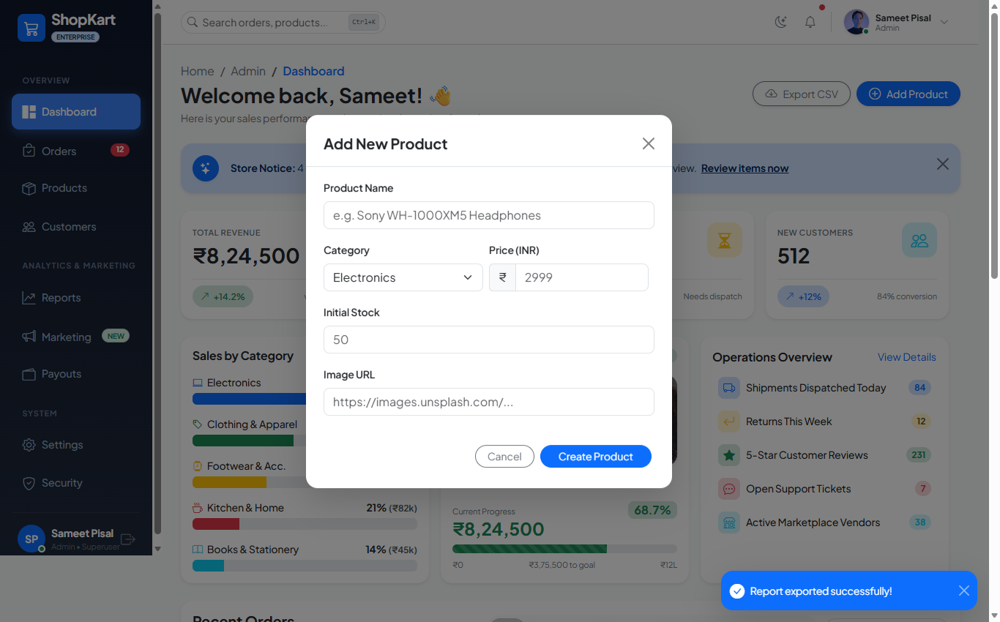 ShopKart
ENTERPRISE
Search orders, products...
Ctrl+K
Sameet Pisal
Admin
OVERVIEW
Dashboard
Orders
12
Products
Customers
ANALYTICS & MARKETING
Reports
Marketing
NEW
Payouts
SYSTEM
Settings
Security
SP
Sameet Pisal
Admin • Superuser
Home / Admin / Dashboard
Welcome back, Sameet! 👋
Here is your sales
Export CSV
Add Product
Store Notice: 4
Review items now
TOTAL REVENUE
₹8,24,500
+14.2%
Needs dispatch
NEW CUSTOMERS
512
+12%
84% conversion
Add New Product
Product Name
e.g. Sony WH-1000XM5 Headphones
Category
Price (INR)
Electronics
₹
2999
Initial Stock
50
Image URL
https://images.unsplash.com/...
Cancel
Create Product
Sales by Category
Electronics
Clothing & Apparel
Footwear & Acc.
Kitchen & Home
21% (₹82k)
Books & Stationery
14% (₹45k)
Current Progress
68.7%
₹8,24,500
₹0
₹3,75,500 to goal
₹12L
Operations Overview
View Details
Shipments Dispatched Today
84
Returns This Week
12
5-Star Customer Reviews
231
Open Support Tickets
7
Active Marketplace Vendors
38
Report exported successfully!
Recent Orders